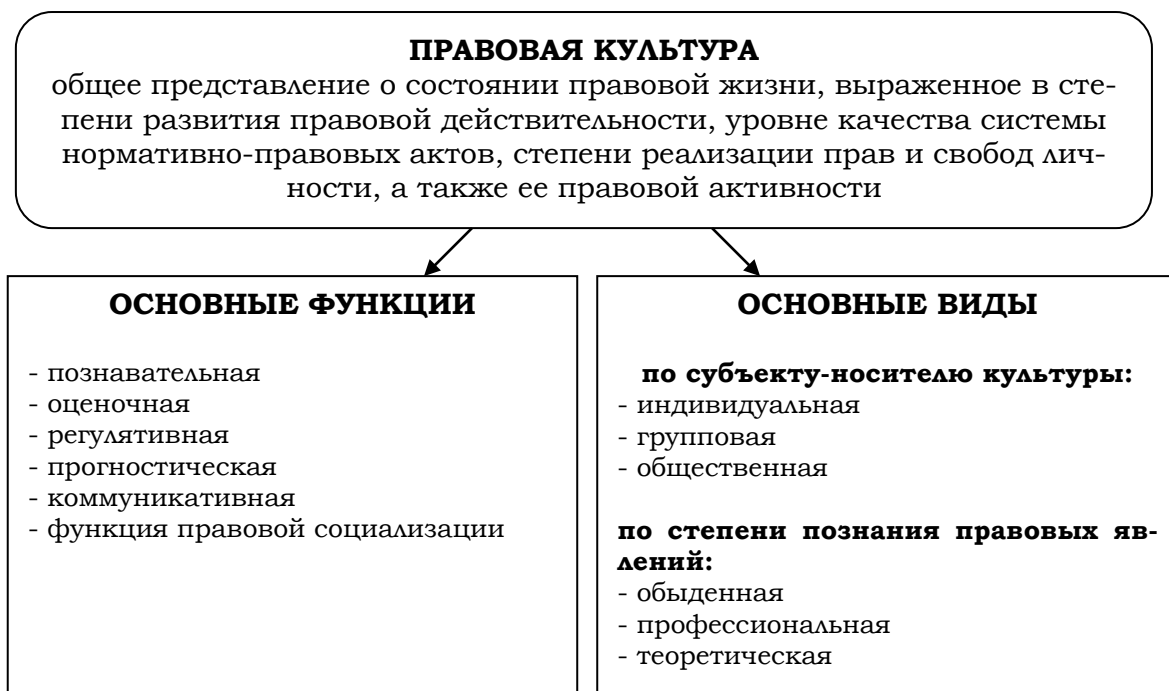 ПРАВОВАЯ КУЛЬТУРА
общее представление о состоянии правовой жизни, выраженное в сте-
пени развития правовой действительности, уровне качества системы
нормативно-правовых актов, степени реализации прав и свобод лич-
ности, а также ее правовой активности
ОСНОВНЫЕ ФУНКЦИИ
- познавательная
- оценочная
- регулятивная
- прогностическая
- коммуникативная
- функция правовой социализации
ОСНОВНЫЕ ВИДЫ
по субъекту-носителю культуры:
- индивидуальная
- групповая
- общественная
по степени познания правовых яв-
лений:
- обыденная
- профессиональная
- теоретическая